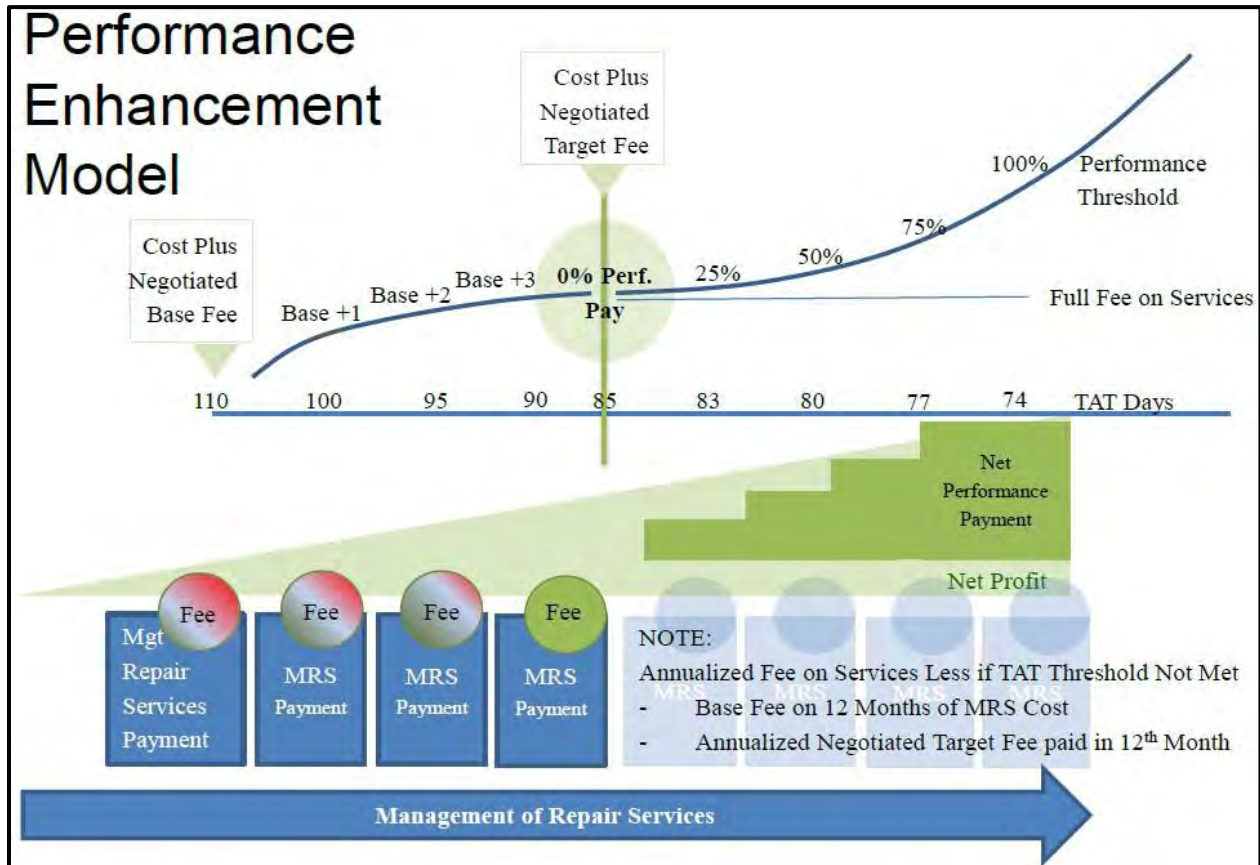 Performance
Enhancement
Model
Cost Plus
Negotiated
Target Fee
Cost Plus
Negotiated
Base Fee
Base +1
Base +2
Base +3
0% Perf.
Pay
25%
50%
75%
100%
Performance
Threshold
Full Fee on Services
110
100
95
90
85
83
80
77
74
TAT Days
Net
Performance
Payment
Net Profit
Fee
Fee
Fee
Fee
Mgt
Repair
Services
Payment
MRS
Payment
MRS
Payment
MRS
Payment
NOTE:
Annualized Fee on Services Less if TAT Threshold Not Met
MRS
MRS
MRS
MRS
- Base Fee on 12 Months of MRS Cost
- Annualized Negotiated Target Fee paid in 12th Month
Management of Repair Services